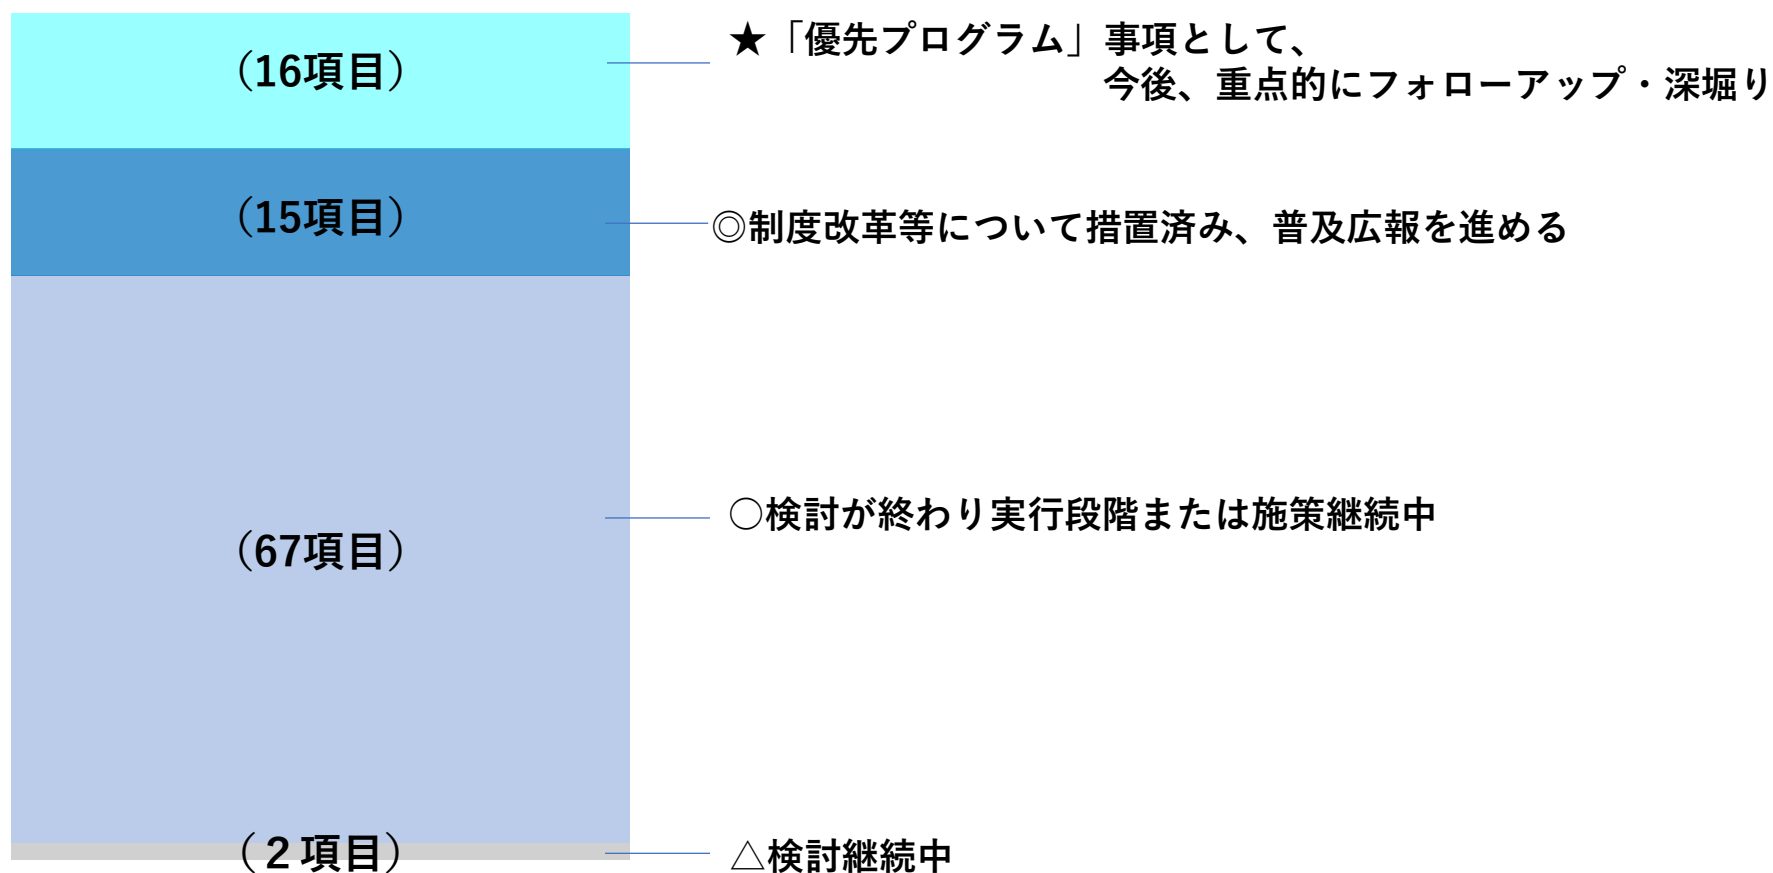 （16項目）
★「優先プログラム」事項として、
今後、重点的にフォローアップ・深堀り
（15項目）
◎制度改革等について措置済み、普及広報を進める
（67項目）
○検討が終わり実行段階または施策継続中
（２項目）
△検討継続中